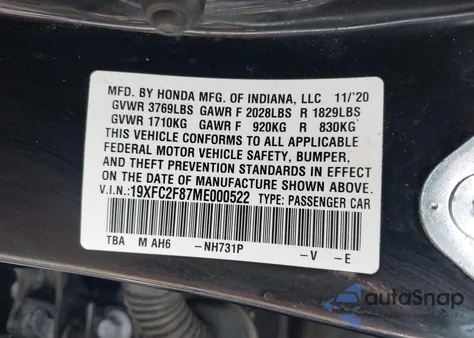 MFD. BY HONDA MFG. OF INDIANA, LLC 11/'20
GVWR 3769LBS GAWR F 2028LBS R 1829LBS
GVWR 1710KG GAWR F 920KG R 830KG
THIS VEHICLE CONFORMS TO ALL APPLICABLE
FEDERAL MOTOR VEHICLE SAFETY, BUMPER,
AND THEFT PREVENTION STANDARDS IN EFFECT
ON THE DATE OF MANUFACTURE SHOWN ABOVE.
V.I.N.:19XFC2F87ME000522 TYPE: PASSENGER CAR
TBA M AH6 -NH731P -V -E
autoSnap